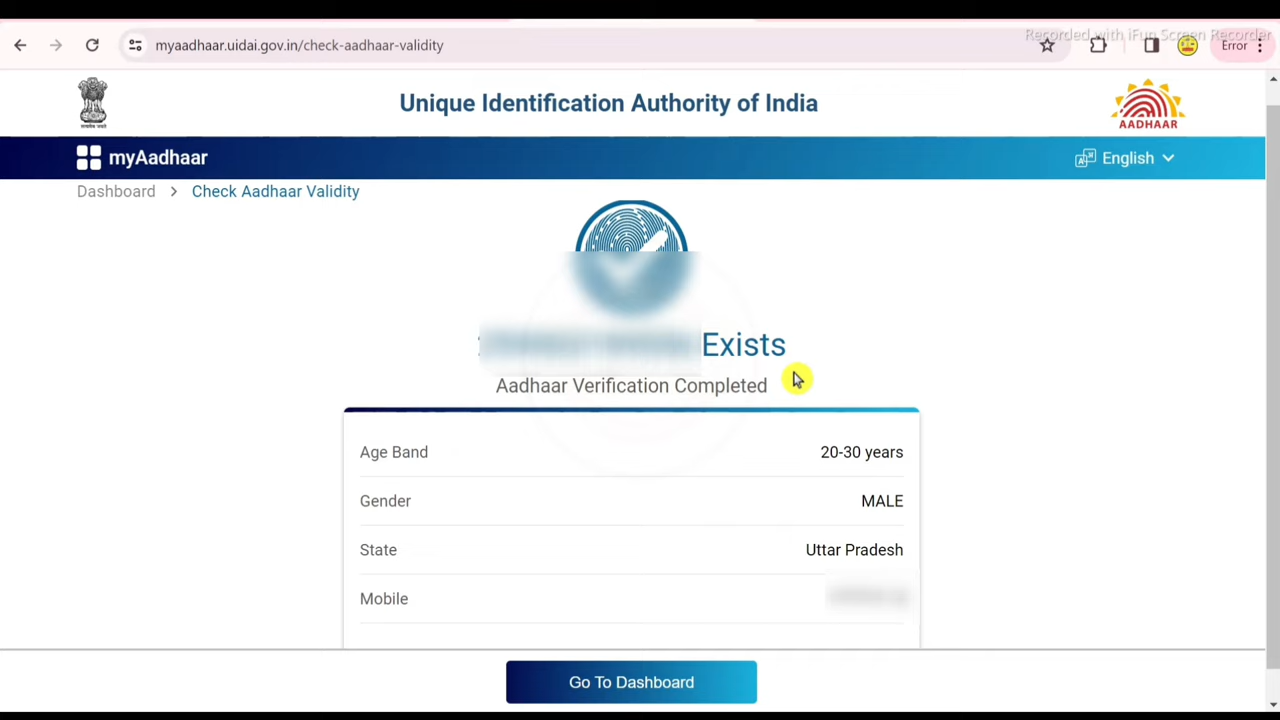 Recorded with iFun Screen Recorder
myaadhaar.uidai.gov.in/check-aadhaar-validity
Error
Unique Identification Authority of India
AADHAAR
myAadhaar
English
Dashboard > Check Aadhaar Validity
Exists
Aadhaar Verification Completed
Age Band 20-30 years
Gender MALE
State Uttar Pradesh
Mobile
Go To Dashboard